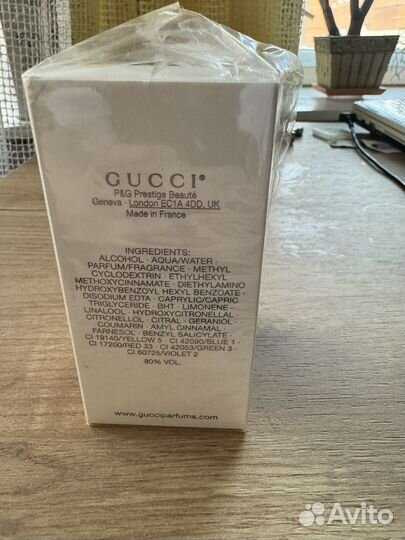 GUCCI®
P&G Prestige Beauté
Geneva · London EC1A 4DD, UK
Made in France
INGREDIENTS:
ALCOHOL · AQUA/WATER ·
PARFUM/FRAGRANCE · METHYL
CYCLODEXTRIN · ETHYLHEXYL
METHOXYCINNAMATE · DIETHYLAMINO
HYDROXYBENZOYL HEXYL BENZOATE ·
DISODIUM EDTA · CAPRYLIC/CAPRIC
TRIGLYCERIDE · BHT · LIMONENE ·
LINALOOL · HYDROXYCITRONELLAL ·
CITRONELLOL · CITRAL · GERANIOL ·
COUMARIN · AMYL CINNAMAL ·
FARNESOL · BENZYL SALICYLATE ·
CI 19140/YELLOW 5 · CI 42090/BLUE 1 ·
CI 17200/RED 33 · CI 42053/GREEN 3 ·
CI 60725/VIOLET 2
80% VOL.
www.gucciparfums.com
Avito